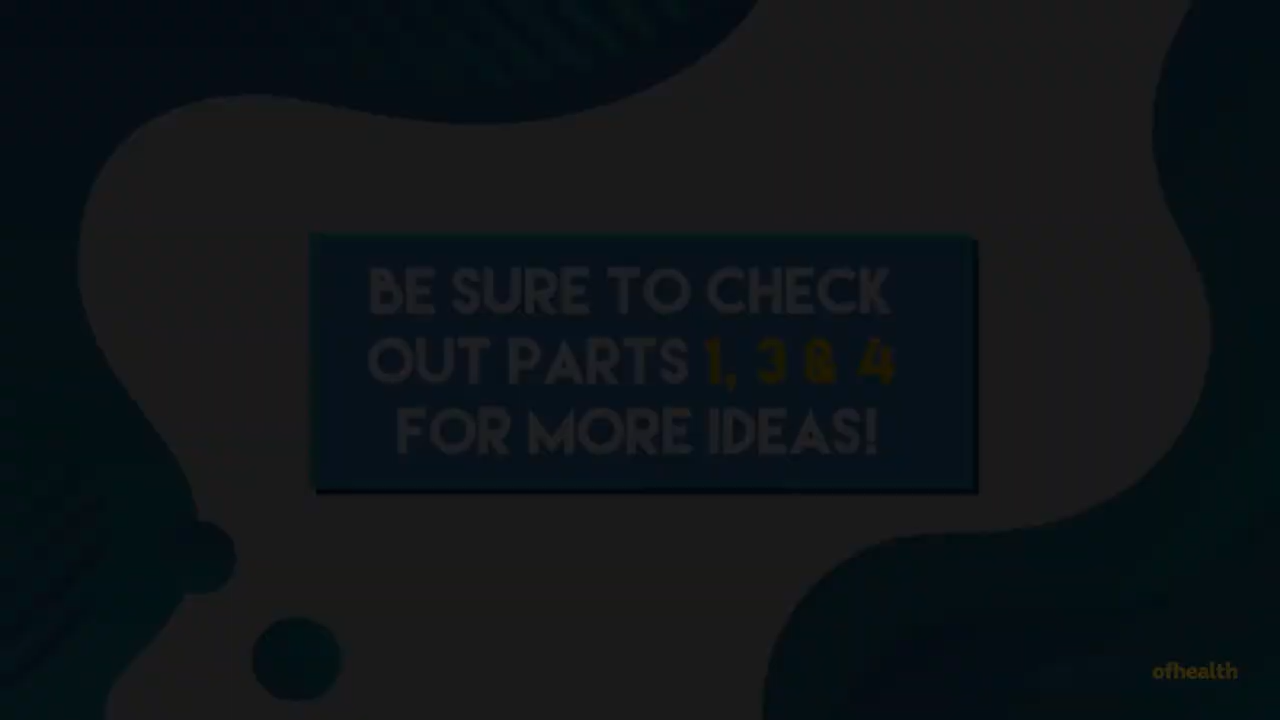 BE SURE TO CHECK
OUT PARTS 1, 3 & 4
FOR MORE IDEAS!
ofhealth